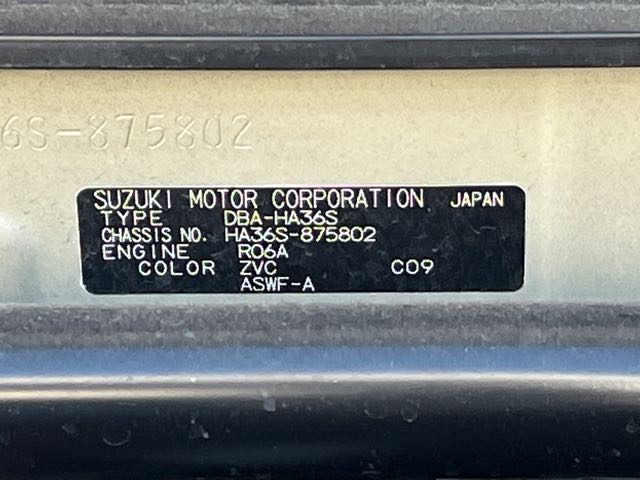 6S-875802
SUZUKI MOTOR CORPORATION JAPAN
TYPE DBA-HA36S
CHASSIS NO. HA36S-875802
ENGINE R06A
COLOR ZVC C09
ASWF-A